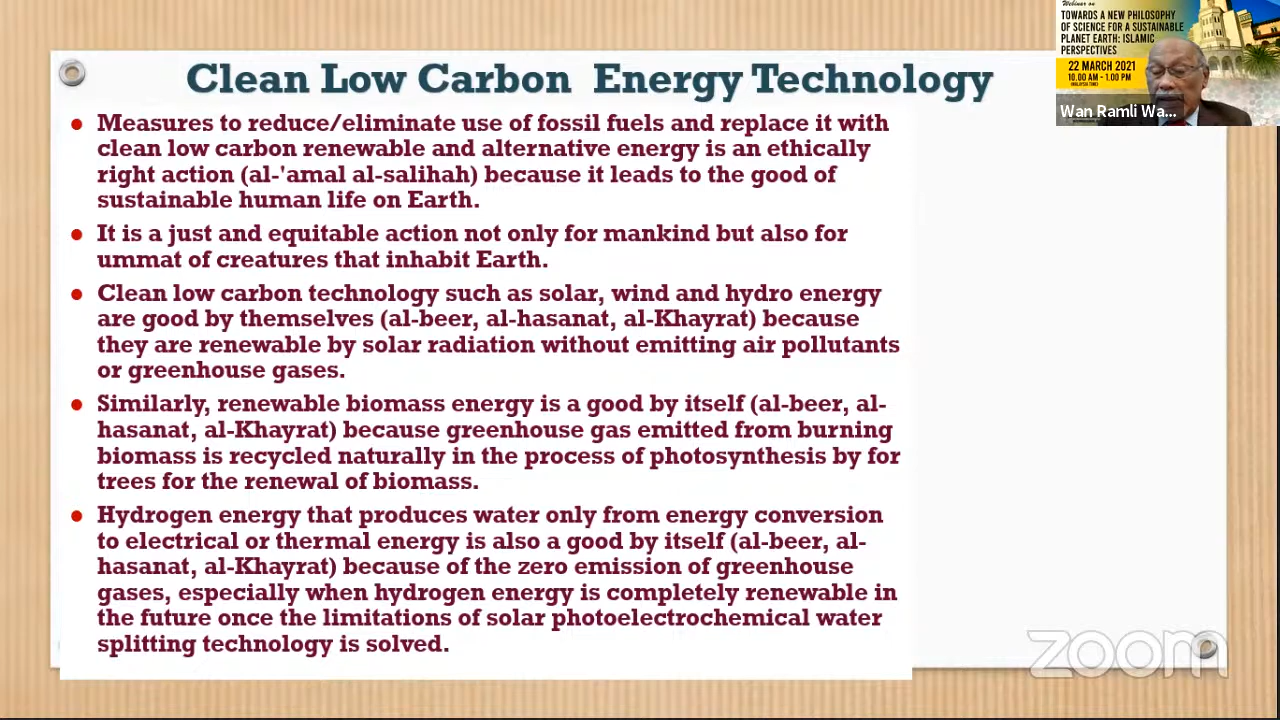 Clean Low Carbon Energy Technology
• Measures to reduce/eliminate use of fossil fuels and replace it with
clean low carbon renewable and alternative energy is an ethically
right action (al-'amal al-salihah) because it leads to the good of
sustainable human life on Earth.
• It is a just and equitable action not only for mankind but also for
ummat of creatures that inhabit Earth.
• Clean low carbon technology such as solar, wind and hydro energy
are good by themselves (al-beer, al-hasanat, al-Khayrat) because
they are renewable by solar radiation without emitting air pollutants
or greenhouse gases.
• Similarly, renewable biomass energy is a good by itself (al-beer, al-
hasanat, al-Khayrat) because greenhouse gas emitted from burning
biomass is recycled naturally in the process of photosynthesis by for
trees for the renewal of biomass.
• Hydrogen energy that produces water only from energy conversion
to electrical or thermal energy is also a good by itself (al-beer, al-
hasanat, al-Khayrat) because of the zero emission of greenhouse
gases, especially when hydrogen energy is completely renewable in
the future once the limitations of solar photoelectrochemical water
splitting technology is solved.
Webinar on
TOWARDS A NEW PHILOSOPHY
OF SCIENCE FOR A SUSTAINABLE
PLANET EARTH: ISLAMIC
PERSPECTIVES
22 MARCH 2021
10.00 AM - 1.00 PM
(MALAYSIA TIME)
Wan Ramli Wa...
zoom